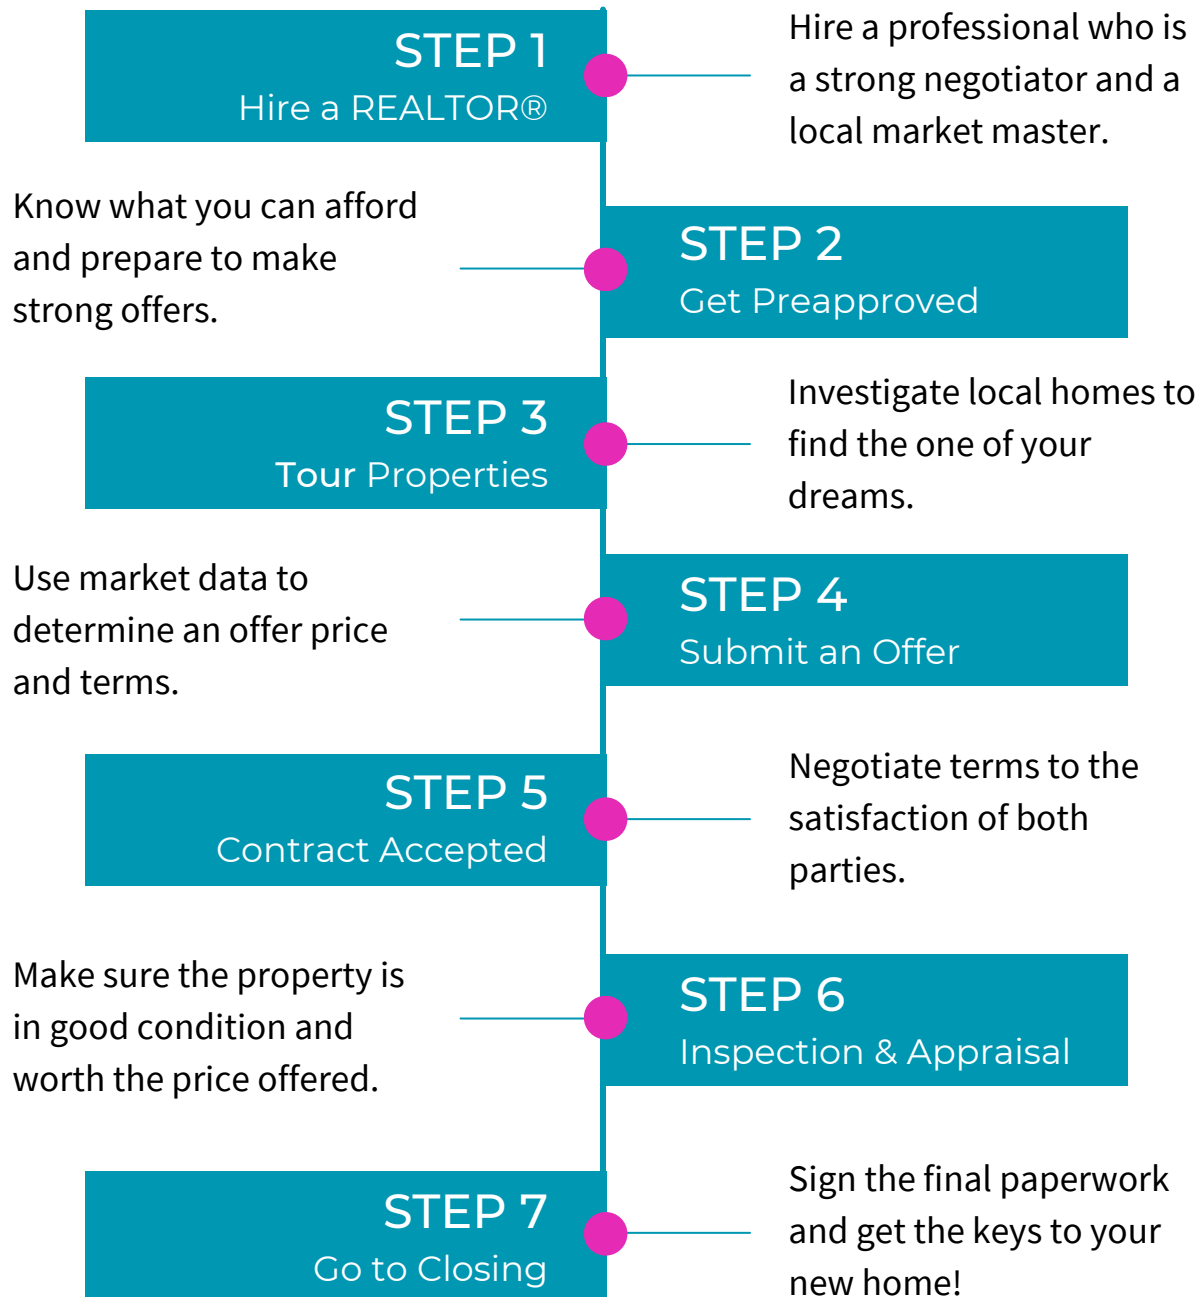 STEP 1
Hire a REALTOR®
Hire a professional who is
a strong negotiator and a
local market master.
STEP 2
Get Preapproved
Know what you can afford
and prepare to make
strong offers.
STEP 3
Tour Properties
Investigate local homes to
find the one of your
dreams.
STEP 4
Submit an Offer
Use market data to
determine an offer price
and terms.
STEP 5
Contract Accepted
Negotiate terms to the
satisfaction of both
parties.
STEP 6
Inspection & Appraisal
Make sure the property is
in good condition and
worth the price offered.
STEP 7
Go to Closing
Sign the final paperwork
and get the keys to your
new home!